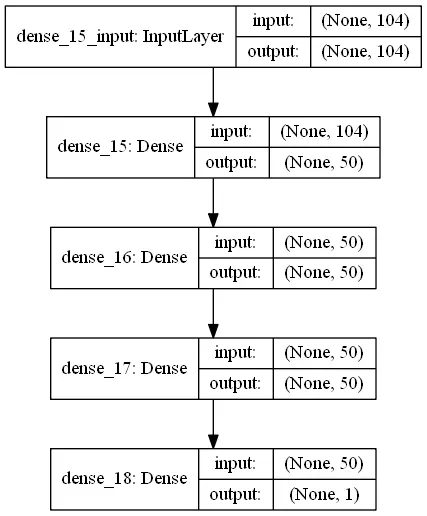 dense_15_input: InputLayer
input: (None, 104)
output: (None, 104)
dense_15: Dense
input: (None, 104)
output: (None, 50)
dense_16: Dense
input: (None, 50)
output: (None, 50)
dense_17: Dense
input: (None, 50)
output: (None, 50)
dense_18: Dense
input: (None, 50)
output: (None, 1)